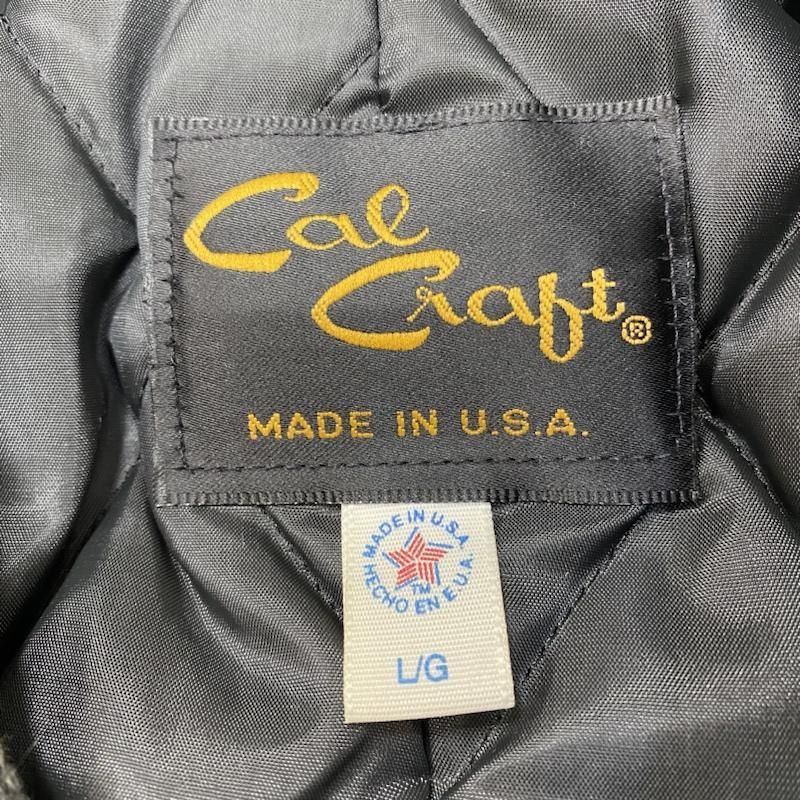 Cal
Craft®
MADE IN U.S.A.
MADE IN U.S.A.
HECHO EN E.U.A.
TM
L/G